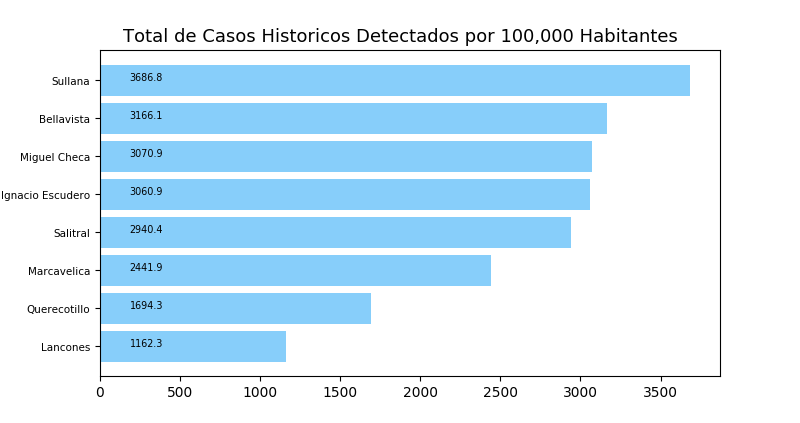 Total de Casos Historicos Detectados por 100,000 Habitantes
Sullana 3686.8
Bellavista 3166.1
Miguel Checa 3070.9
Ignacio Escudero 3060.9
Salitral 2940.4
Marcavelica 2441.9
Querecotillo 1694.3
Lancones 1162.3
0 500 1000 1500 2000 2500 3000 3500